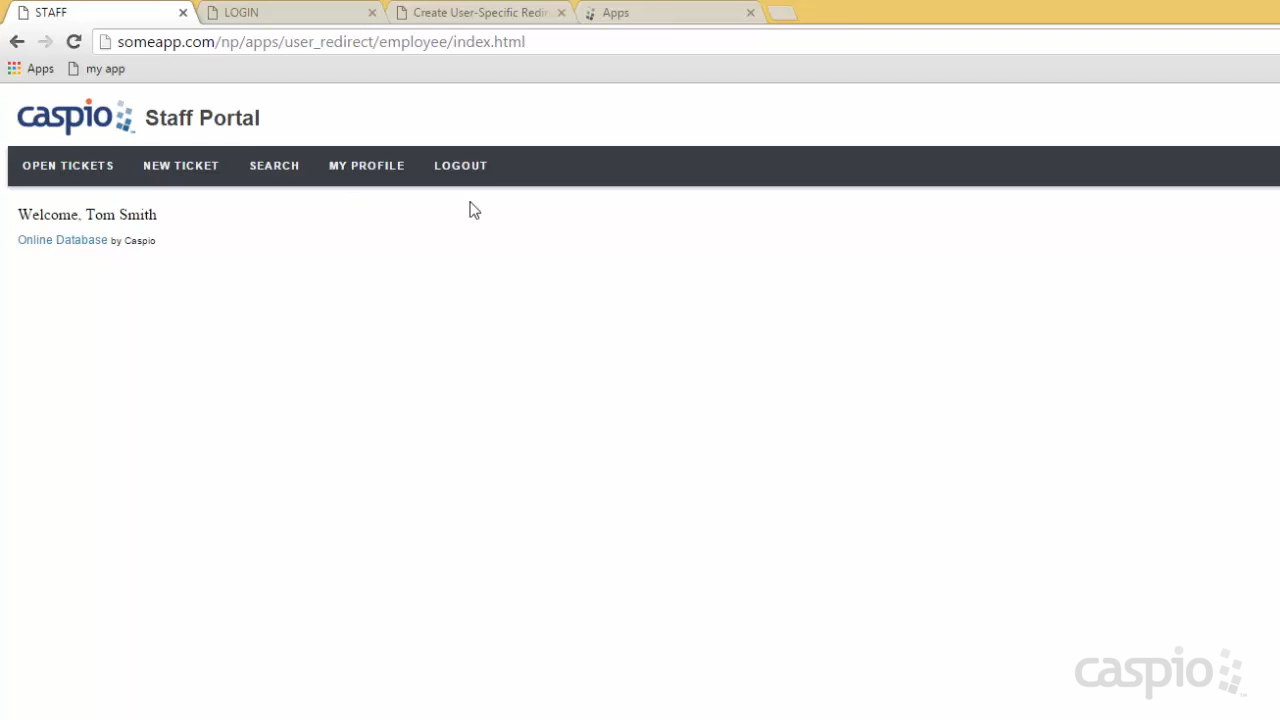 STAFF LOGIN Create User-Specific Redir Apps
someapp.com/np/apps/user_redirect/employee/index.html
Apps my app
caspio Staff Portal
OPEN TICKETS NEW TICKET SEARCH MY PROFILE LOGOUT
Welcome, Tom Smith
Online Database by Caspio
caspio